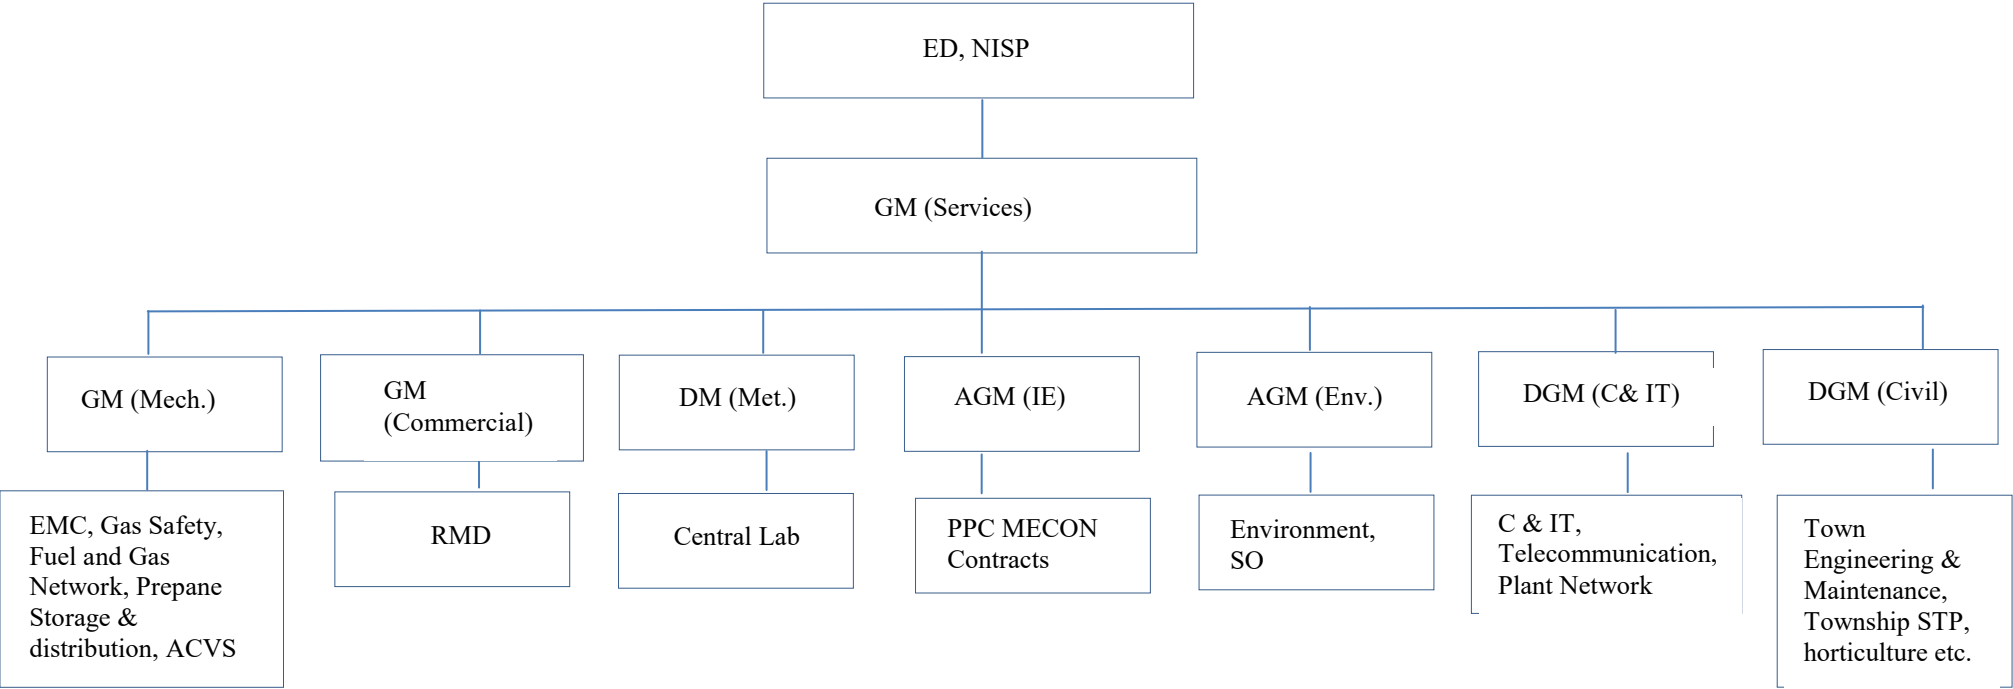 ED, NISP
GM (Services)
GM (Mech.)
GM
(Commercial)
DM (Met.)
AGM (IE)
AGM (Env.)
DGM (C& IT)
DGM (Civil)
EMC, Gas Safety,
Fuel and Gas
Network, Prepane
Storage &
distribution, ACVS
RMD
Central Lab
PPC MECON
Contracts
Environment,
SO
C & IT,
Telecommunication,
Plant Network
Town
Engineering &
Maintenance,
Township STP,
horticulture etc.